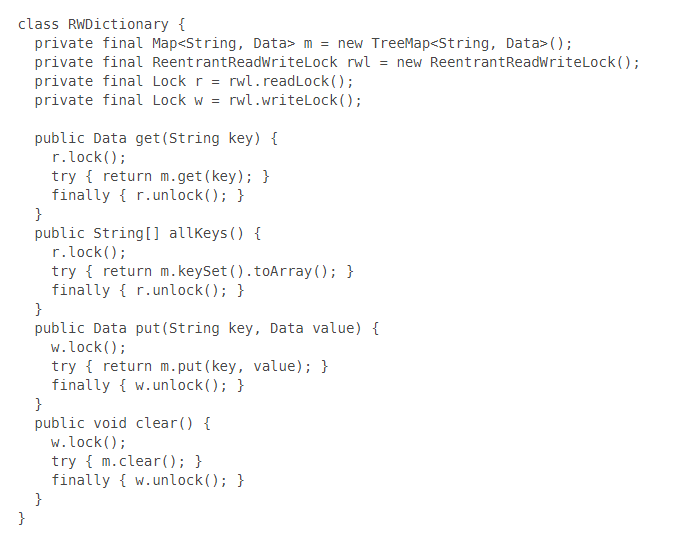 class RWDictionary {
  private final Map<String, Data> m = new TreeMap<String, Data>();
  private final ReentrantReadWriteLock rwl = new ReentrantReadWriteLock();
  private final Lock r = rwl.readLock();
  private final Lock w = rwl.writeLock();

  public Data get(String key) {
    r.lock();
    try { return m.get(key); }
    finally { r.unlock(); }
  }
  public String[] allKeys() {
    r.lock();
    try { return m.keySet().toArray(); }
    finally { r.unlock(); }
  }
  public Data put(String key, Data value) {
    w.lock();
    try { return m.put(key, value); }
    finally { w.unlock(); }
  }
  public void clear() {
    w.lock();
    try { m.clear(); }
    finally { w.unlock(); }
  }
}